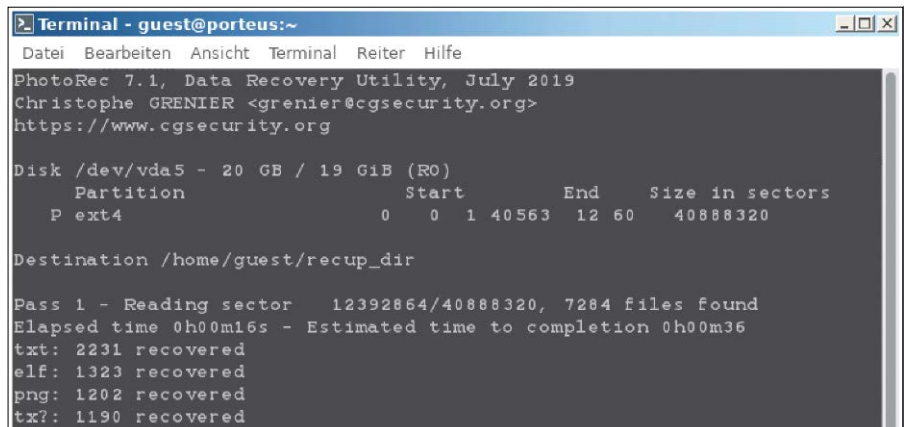 Terminal - guest@porteus:~
Datei Bearbeiten Ansicht Terminal Reiter Hilfe
PhotoRec 7.1, Data Recovery Utility, July 2019
Christophe GRENIER <grenier@cgsecurity.org>
https://www.cgsecurity.org
Disk /dev/vda5 - 20 GB / 19 GiB (RO)
Partition Start End Size in sectors
P ext4 0 0 1 40563 12 60 40888320
Destination /home/guest/recup_dir
Pass 1 - Reading sector 12392864/40888320, 7284 files found
Elapsed time 0h00m16s - Estimated time to completion 0h00m36
txt: 2231 recovered
elf: 1323 recovered
png: 1202 recovered
tx?: 1190 recovered